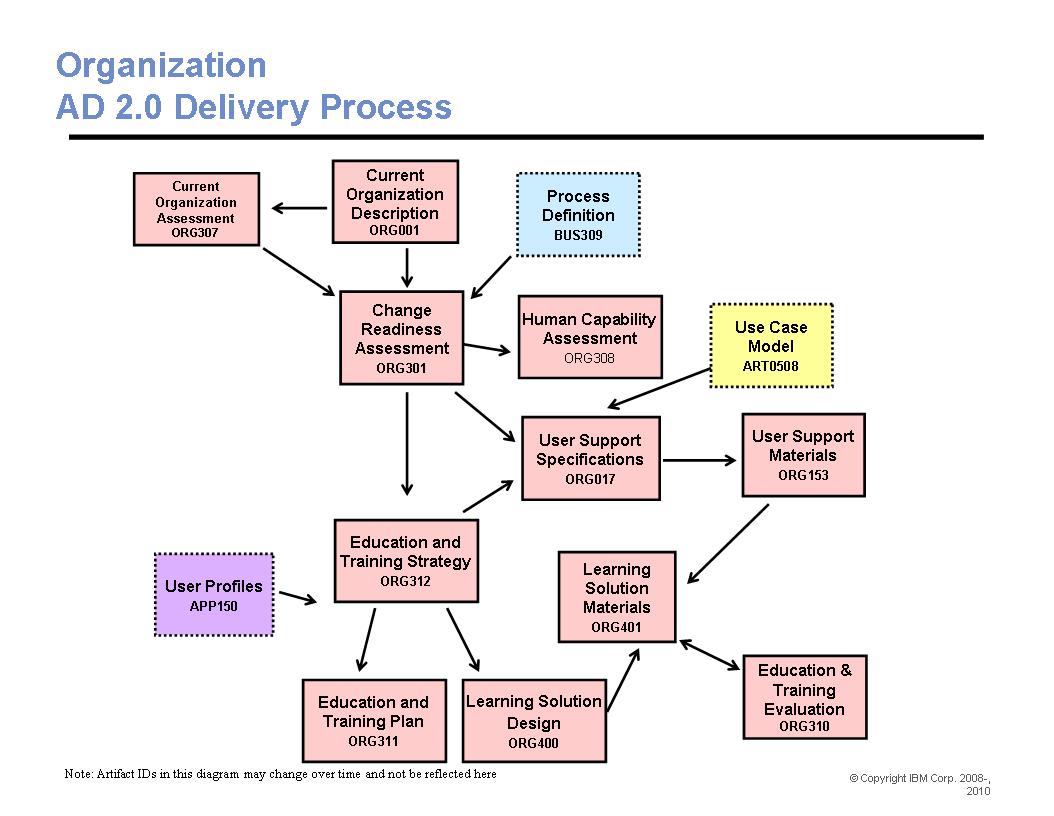 Organization
AD 2.0 Delivery Process
Current
Organization
Assessment
ORG307
Current
Organization
Description
ORG001
Process
Definition
BUS309
Change
Readiness
Assessment
ORG301
Human Capability
Assessment
ORG308
Use Case
Model
ART0508
User Support
Specifications
ORG017
User Support
Materials
ORG153
Education and
Training Strategy
ORG312
User Profiles
APP150
Learning
Solution
Materials
ORG401
Education and
Training Plan
ORG311
Learning Solution
Design
ORG400
Education &
Training
Evaluation
ORG310
Note: Artifact IDs in this diagram may change over time and not be reflected here
© Copyright IBM Corp. 2008-,
2010